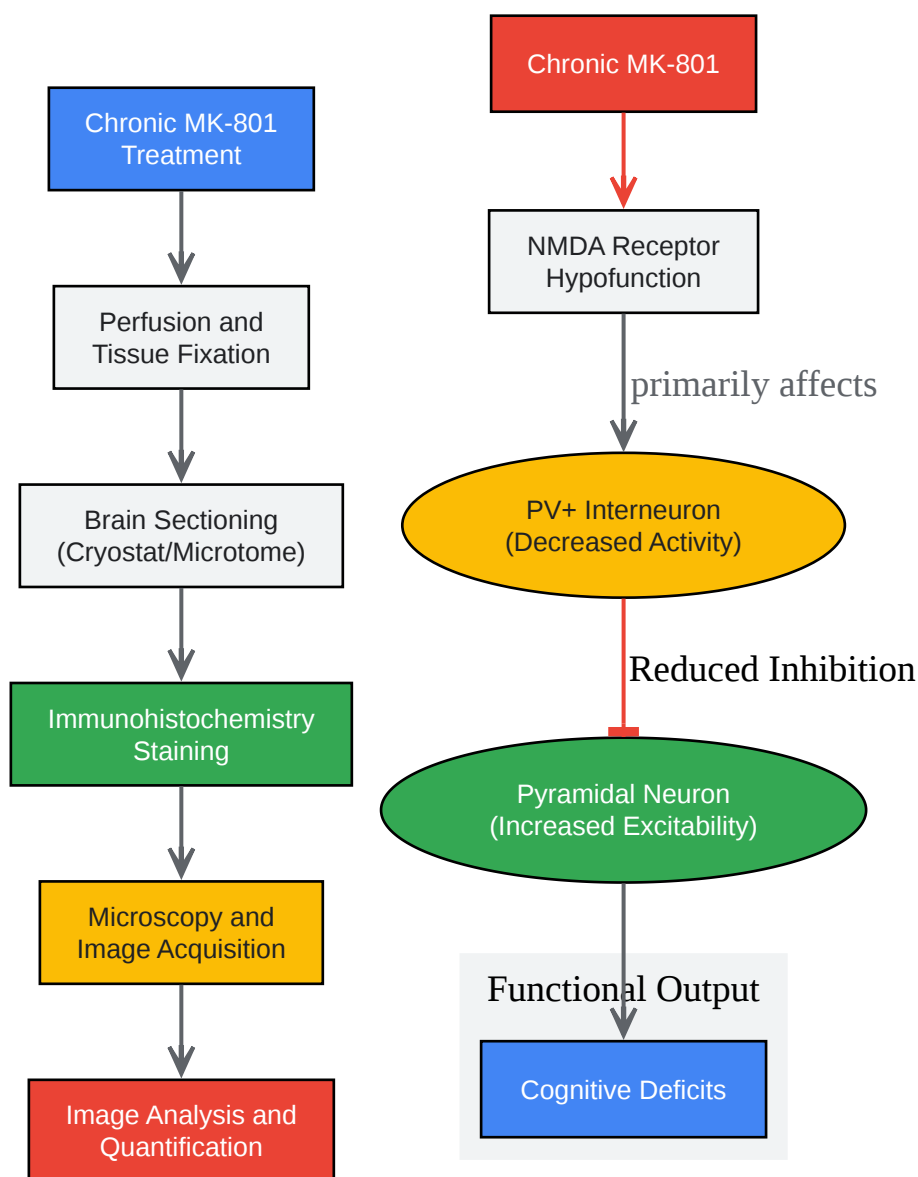 Chronic MK-801
Treatment
Perfusion and
Tissue Fixation
Brain Sectioning
(Cryostat/Microtome)
Immunohistochemistry
Staining
Microscopy and
Image Acquisition
Image Analysis and
Quantification
Chronic MK-801
NMDA Receptor
Hypofunction
primarily affects
PV+ Interneuron
(Decreased Activity)
Reduced Inhibition
Pyramidal Neuron
(Increased Excitability)
Functional Output
Cognitive Deficits